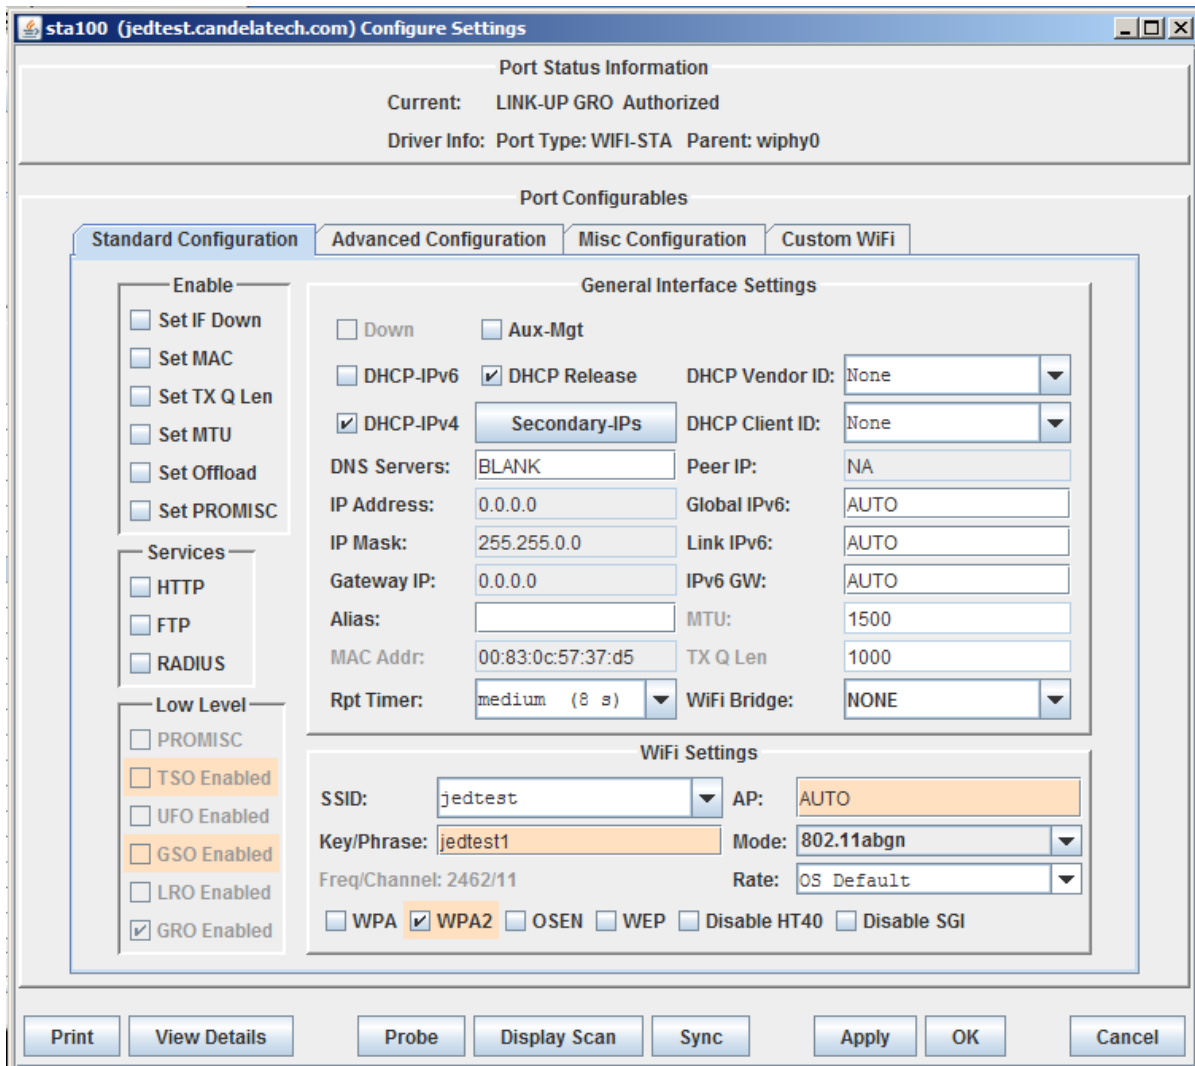 sta100 (jedtest.candelatech.com) Configure Settings
Port Status Information
Current: LINK-UP GRO Authorized
Driver Info: Port Type: WIFI-STA Parent: wiphy0
Port Configurables
Standard Configuration Advanced Configuration Misc Configuration Custom WiFi
Enable
Set IF Down
Set MAC
Set TX Q Len
Set MTU
Set Offload
Set PROMISC
Services
HTTP
FTP
RADIUS
Low Level
PROMISC
TSO Enabled
UFO Enabled
GSO Enabled
LRO Enabled
GRO Enabled
General Interface Settings
Down Aux-Mgt
DHCP-IPv6 DHCP Release DHCP Vendor ID: None
DHCP-IPv4 Secondary-IPs DHCP Client ID: None
DNS Servers: BLANK Peer IP: NA
IP Address: 0.0.0.0 Global IPv6: AUTO
IP Mask: 255.255.0.0 Link IPv6: AUTO
Gateway IP: 0.0.0.0 IPv6 GW: AUTO
Alias: MTU: 1500
MAC Addr: 00:83:0c:57:37:d5 TX Q Len 1000
Rpt Timer: medium (8 s) WiFi Bridge: NONE
WiFi Settings
SSID: jedtest AP: AUTO
Key/Phrase: jedtest1 Mode: 802.11abgn
Freq/Channel: 2462/11 Rate: OS Default
WPA WPA2 OSEN WEP Disable HT40 Disable SGI
Print View Details Probe Display Scan Sync Apply OK Cancel